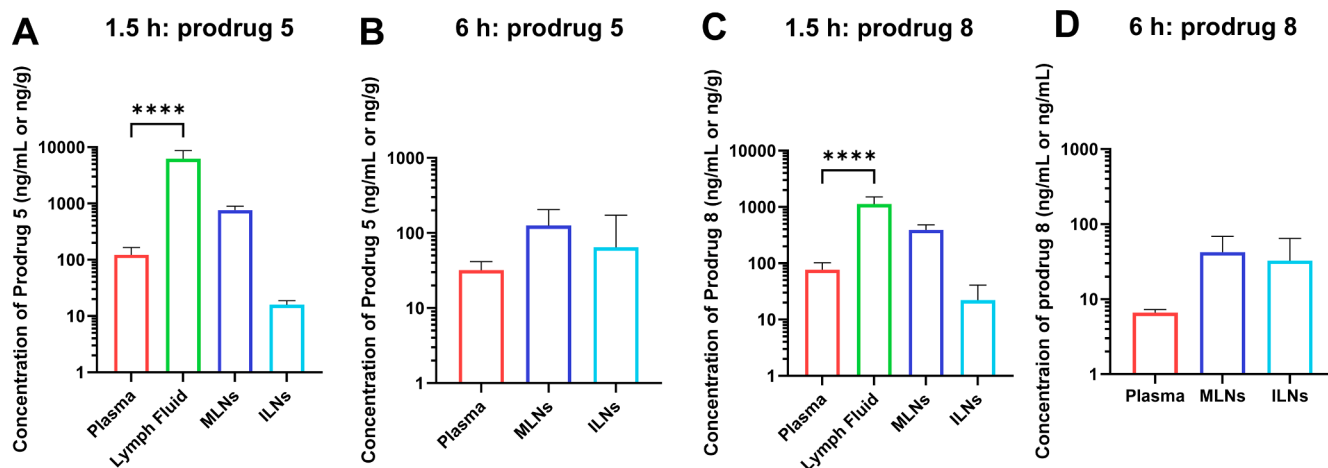 A
1.5 h: prodrug 5
Concentration of Prodrug 5 (ng/mL or ng/g)
****
10000
1000
100
10
1
Plasma
Lymph Fluid
MLNs
ILNs
B
6 h: prodrug 5
Concentration of Prodrug 5 (ng/mL or ng/g)
1000
100
10
1
Plasma
MLNs
ILNs
C
1.5 h: prodrug 8
Concentration of Prodrug 8 (ng/mL or ng/g)
****
10000
1000
100
10
1
Plasma
Lymph Fluid
MLNs
ILNs
D
6 h: prodrug 8
Concentraion of prodrug 8 (ng/mL or ng/mL)
1000
100
10
1
Plasma
MLNs
ILNs